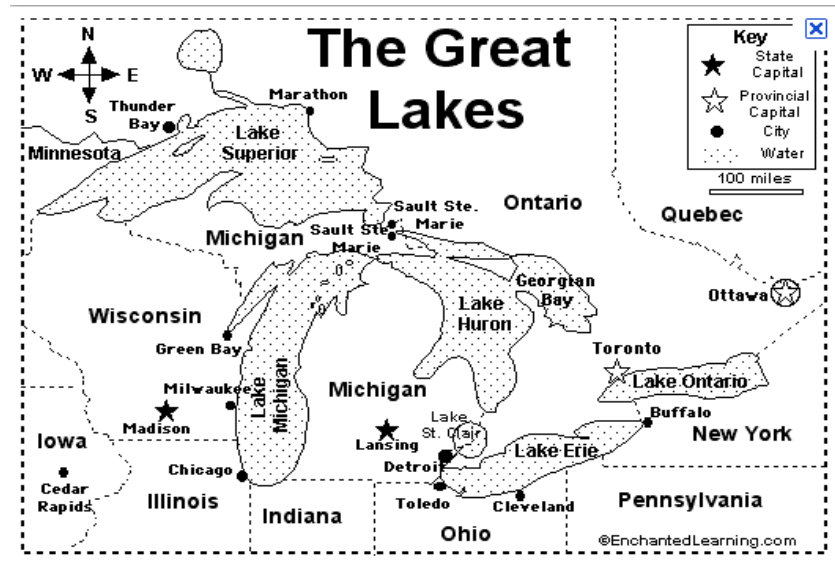 The Great
Lakes
N
W
E
S
Key
State
Capital
Provincial
Capital
City
Water
100 miles
Marathon
Thunder
Bay
Minnesota
Lake
Superior
Ontario
Quebec
Sault Ste.
Marie
Sault Ste
Marie
Michigan
Georgian
Bay
Ottawa
Wisconsin
Lake
Huron
Green Bay
Toronto
Lake
Michigan
Milwaukee
Michigan
Lake Ontario
Madison
Lake
St. Clair
Buffalo
Lansing
New York
Iowa
Lake Erie
Detroit
Chicago
Cedar
Rapids
Illinois
Indiana
Toledo
Cleveland
Pennsylvania
Ohio
©EnchantedLearning.com